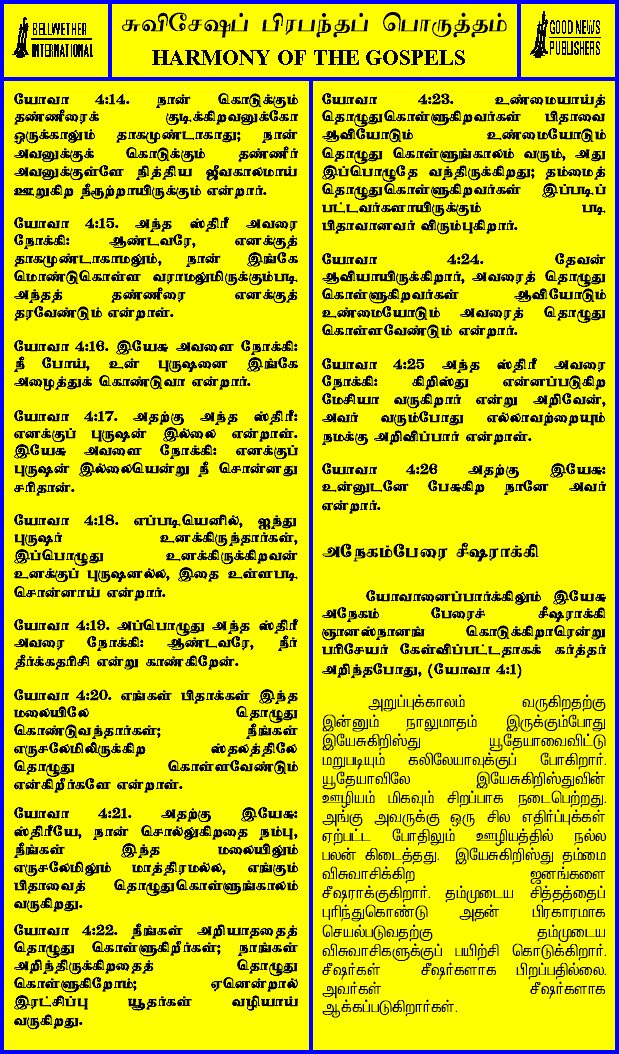 BELLWETHER
INTERNATIONAL
சுவிசேஷப் பிரபந்தப் பொருத்தம்
HARMONY OF THE GOSPELS
GOOD NEWS
PUBLISHERS
யோவா 4:14. நான் கொடுக்கும்
தண்ணீரைக் குடிக்கிறவனுக்கோ
ஒருக்காலும் தாகமுண்டாகாது; நான்
அவனுக்குக் கொடுக்கும் தண்ணீர்
அவனுக்குள்ளே நித்திய ஜீவகாலமாய்
ஊறுகிற நீரூற்றாயிருக்கும் என்றார்.
யோவா 4:15. அந்த ஸ்திரீ அவரை
நோக்கி: ஆண்டவரே, எனக்குத்
தாகமுண்டாகாமலும், நான் இங்கே
மொண்டுகொள்ள வராமலுமிருக்கும்படி
அந்தத் தண்ணீரை எனக்குத்
தரவேண்டும் என்றாள்.
யோவா 4:16. இயேசு அவளை நோக்கி:
நீ போய், உன் புருஷனை இங்கே
அழைத்துக் கொண்டுவா என்றார்.
யோவா 4:17. அதற்கு அந்த ஸ்திரீ:
எனக்குப் புருஷன் இல்லை என்றாள்.
இயேசு அவளை நோக்கி: எனக்குப்
புருஷன் இல்லையென்று நீ சொன்னது
சரிதான்.
யோவா 4:18. எப்படியெனில், ஐந்து
புருஷர் உனக்கிருந்தார்கள்,
இப்பொழுது உனக்கிருக்கிறவன்
உனக்குப் புருஷனல்ல, இதை உள்ளபடி
சொன்னாய் என்றார்.
யோவா 4:19. அப்பொழுது அந்த ஸ்திரீ
அவரை நோக்கி: ஆண்டவரே, நீர்
தீர்க்கதரிசி என்று காண்கிறேன்.
யோவா 4:20. எங்கள் பிதாக்கள் இந்த
மலையிலே தொழுது
கொண்டுவந்தார்கள்; நீங்கள்
எருசலேமிலிருக்கிற ஸ்தலத்திலே
தொழுது கொள்ளவேண்டும்
என்கிறீர்களே என்றாள்.
யோவா 4:21. அதற்கு இயேசு:
ஸ்திரீயே, நான் சொல்லுகிறதை நம்பு,
நீங்கள் இந்த மலையிலும்
எருசலேமிலும் மாத்திரமல்ல, எங்கும்
பிதாவைத் தொழுதுகொள்ளுங்காலம்
வருகிறது.
யோவா 4:22. நீங்கள் அறியாததைத்
தொழுது கொள்ளுகிறீர்கள்; நாங்கள்
அறிந்திருக்கிறதைத் தொழுது
கொள்ளுகிறோம்; ஏனென்றால்
இரட்சிப்பு யூதர்கள் வழியாய்
வருகிறது.
யோவா 4:23. உண்மையாய்த்
தொழுதுகொள்ளுகிறவர்கள் பிதாவை
ஆவியோடும் உண்மையோடும்
தொழுது கொள்ளுங்காலம் வரும், அது
இப்பொழுதே வந்திருக்கிறது; தம்மைத்
தொழுதுகொள்ளுகிறவர்கள் இப்படிப்
பட்டவர்களாயிருக்கும் படி
பிதாவானவர் விரும்புகிறார்.
யோவா 4:24. தேவன்
ஆவியாயிருக்கிறார், அவரைத் தொழுது
கொள்ளுகிறவர்கள் ஆவியோடும்
உண்மையோடும் அவரைத் தொழுது
கொள்ளவேண்டும் என்றார்.
யோவா 4:25 அந்த ஸ்திரீ அவரை
நோக்கி: கிறிஸ்து என்னப்படுகிற
மேசியா வருகிறார் என்று அறிவேன்,
அவர் வரும்போது எல்லாவற்றையும்
நமக்கு அறிவிப்பார் என்றாள்.
யோவா 4:26 அதற்கு இயேசு:
உன்னுடனே பேசுகிற நானே அவர்
என்றார்.
அநேகம்பேரை சீஷராக்கி
யோவானைப்பார்க்கிலும் இயேசு
அநேகம் பேரைச் சீஷராக்கி
ஞானஸ்நானங் கொடுக்கிறாரென்று
பரிசேயர் கேள்விப்பட்டதாகக் கர்த்தர்
அறிந்தபோது, (யோவா 4:1)
அறுப்புக்காலம் வருகிறதற்கு
இன்னும் நாலுமாதம் இருக்கும்போது
இயேசுகிறிஸ்து யூதேயாவைவிட்டு
மறுபடியும் கலிலேயாவுக்குப் போகிறார்.
யூதேயாவிலே இயேசுகிறிஸ்துவின்
ஊழியம் மிகவும் சிறப்பாக நடைபெற்றது.
அங்கு அவருக்கு ஒரு சில எதிர்ப்புக்கள்
ஏற்பட்ட போதிலும் ஊழியத்தில் நல்ல
பலன் கிடைத்தது. இயேசுகிறிஸ்து தம்மை
விசுவாசிக்கிற ஜனங்களை
சீஷராக்குகிறார். தம்முடைய சித்தத்தைப்
புரிந்துகொண்டு அதன் பிரகாரமாக
செயல்படுவதற்கு தம்முடைய
விசுவாசிகளுக்குப் பயிற்சி கொடுக்கிறார்.
சீஷர்கள் சீஷர்களாக பிறப்பதில்லை.
அவர்கள் சீஷர்களாக
ஆக்கப்படுகிறார்கள்.